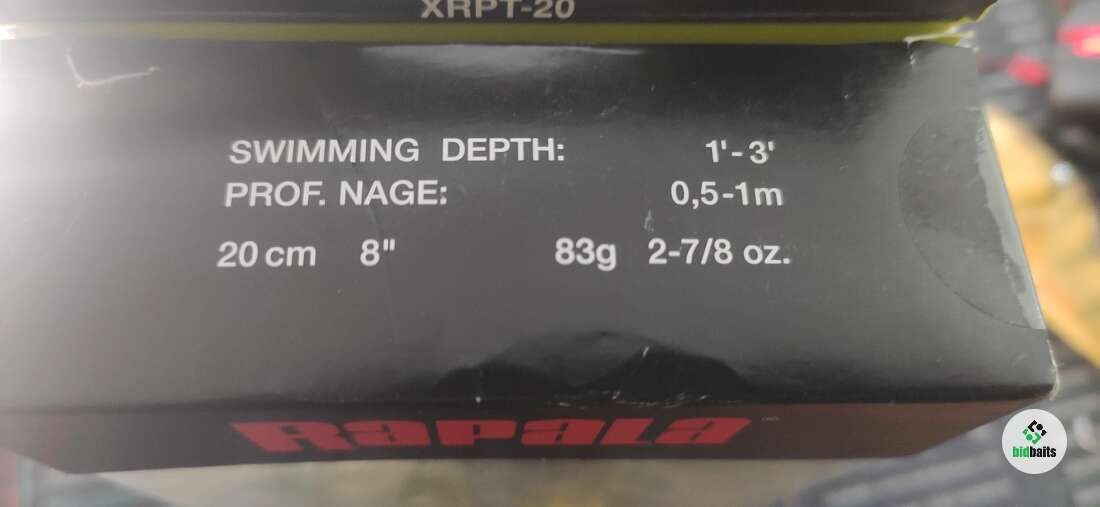 XRPT-20
SWIMMING DEPTH: 1'-3'
PROF. NAGE: 0,5-1m
20 cm 8" 83g 2-7/8 oz.
Rapala
bidbaits